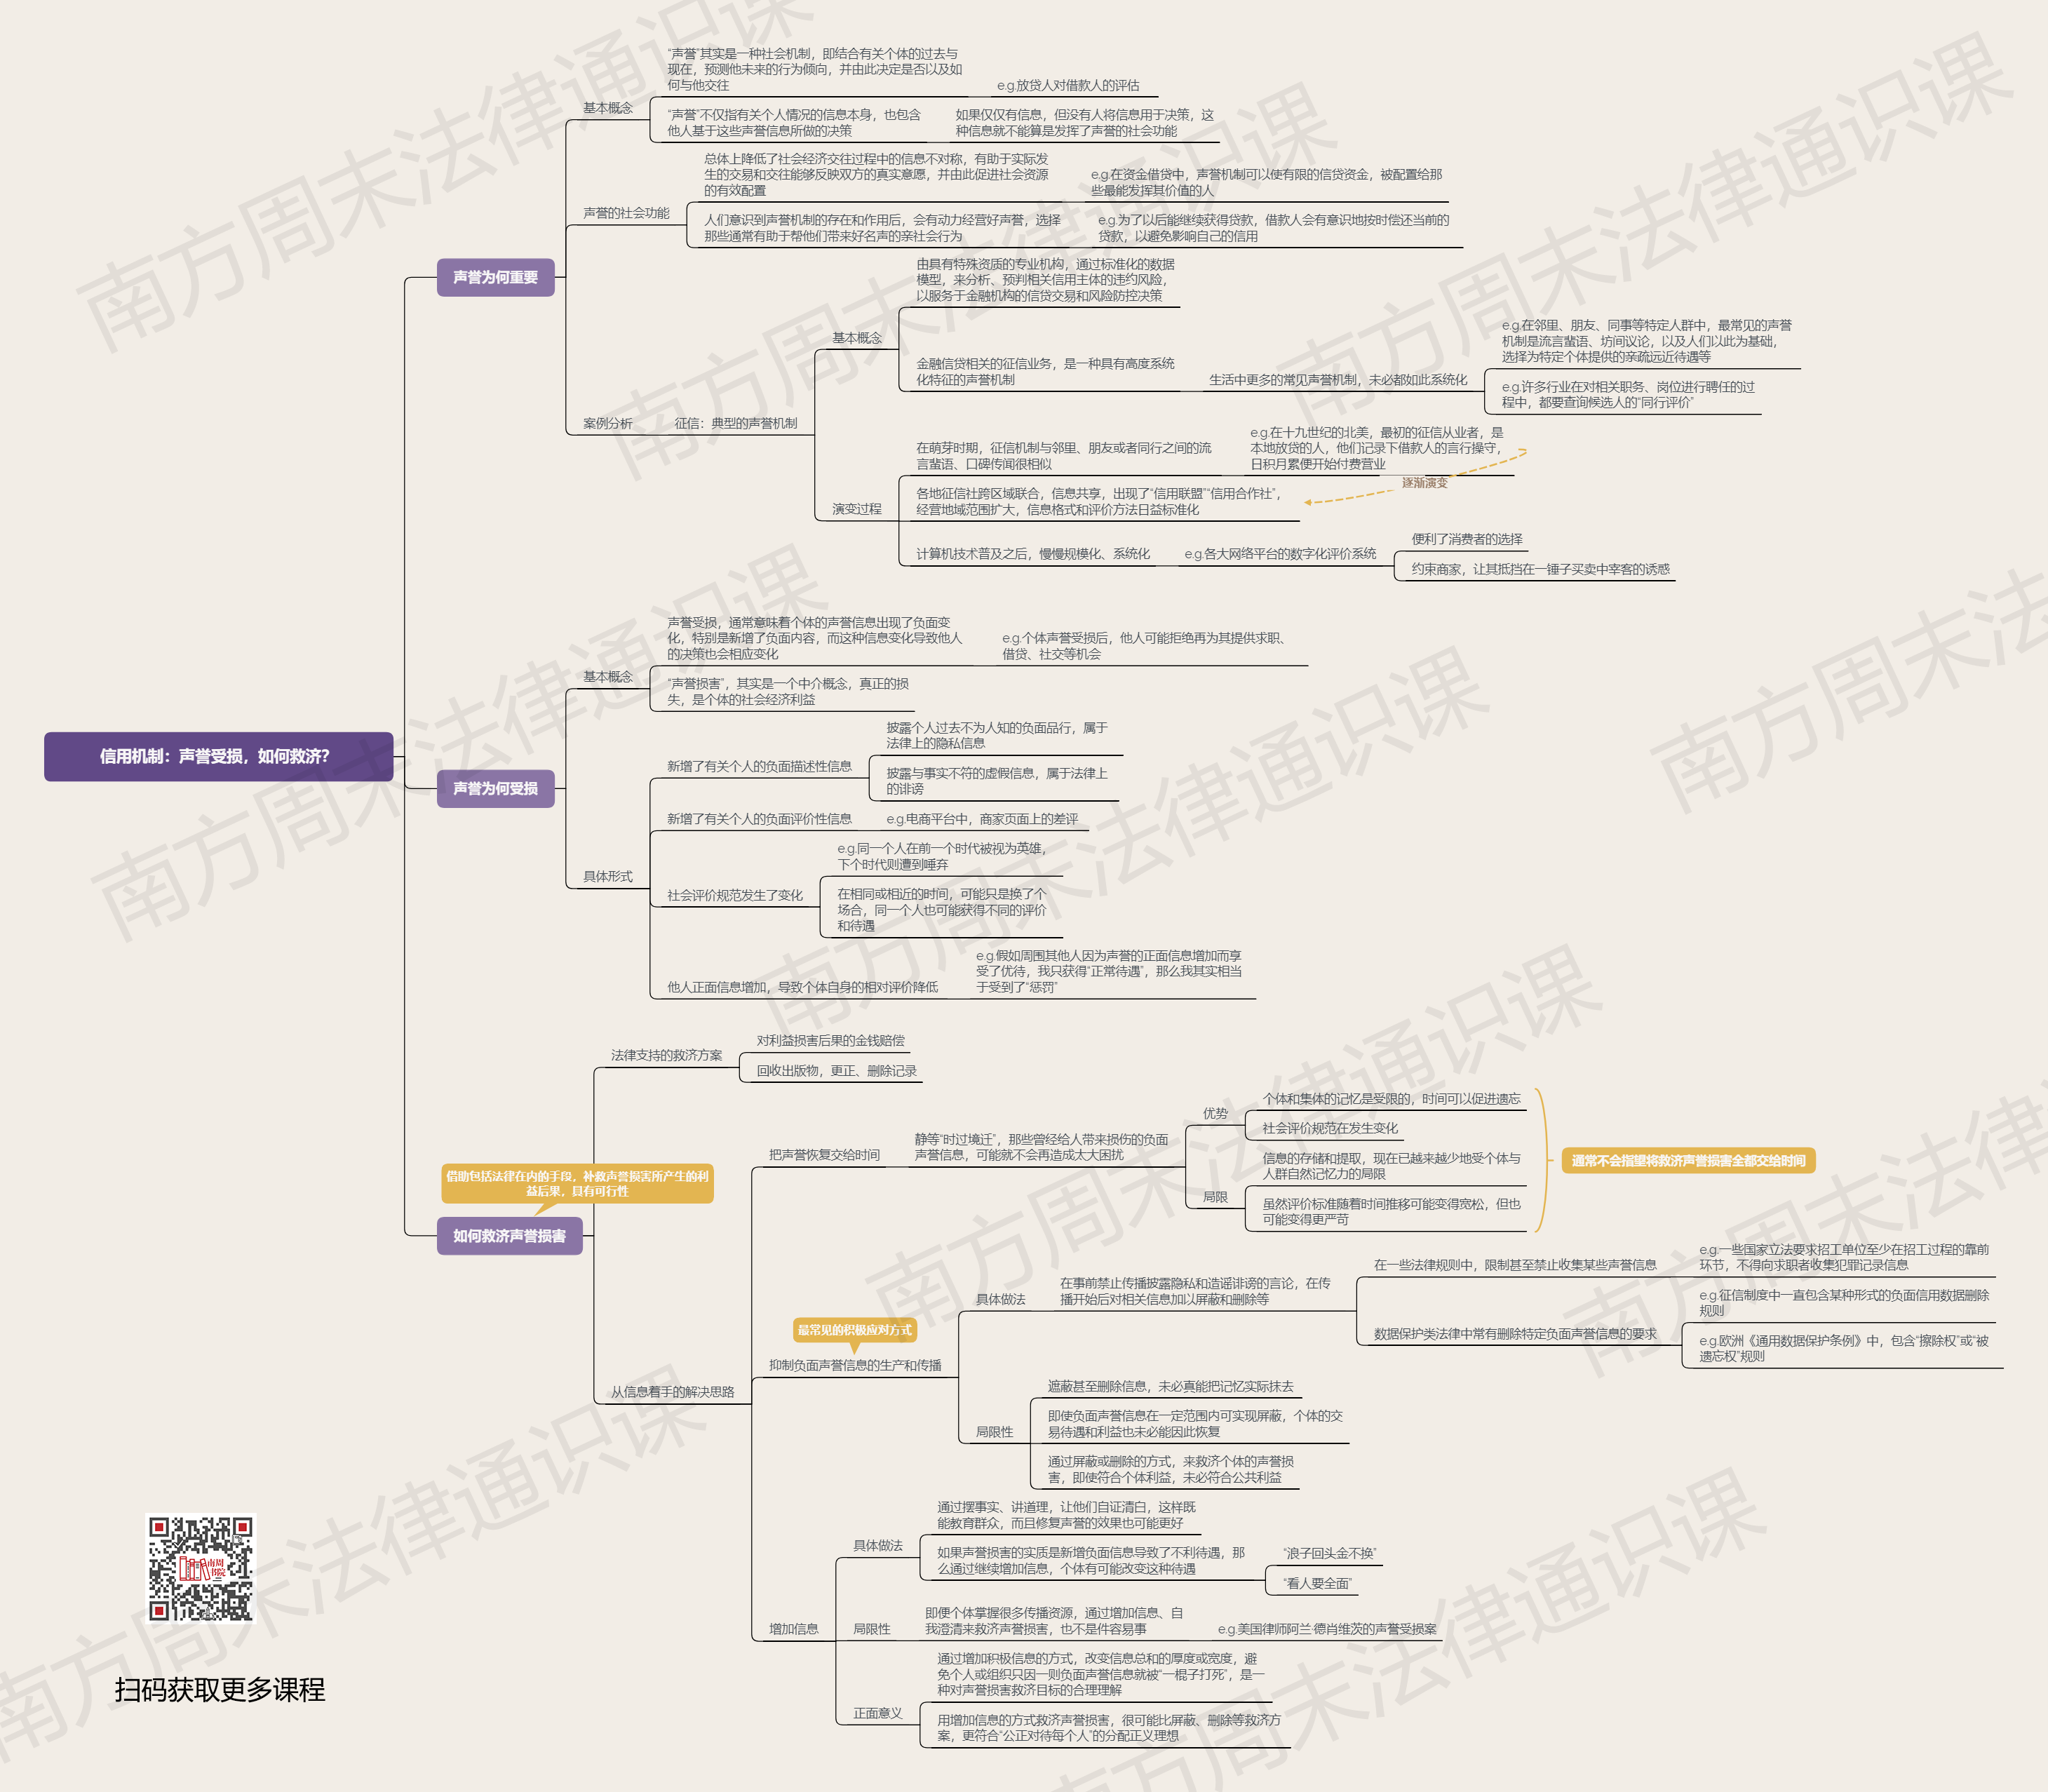 信用机制：声誉受损，如何救济？
声誉为何重要
基本概念
“声誉”其实是一种社会机制，即结合有关个体的过去与
现在，预测他未来的行为倾向，并由此决定是否以及如
何与他交往
e.g.放贷人对借款人的评估
“声誉”不仅指有关个人情况的信息本身，也包含
他人基于这些声誉信息所做的决策
如果仅仅有信息，但没有人将信息用于决策，这
种信息就不能算是发挥了声誉的社会功能
声誉的社会功能
总体上降低了社会经济交往过程中的信息不对称，有助于实际发
生的交易和交往能够反映双方的真实意愿，并由此促进社会资源
的有效配置
e.g.在资金借贷中，声誉机制可以使有限的信贷资金，被配置给那
些最能发挥其价值的人
人们意识到声誉机制的存在和作用后，会有动力经营好声誉，选择
那些通常有助于帮他们带来好名声的亲社会行为
e.g.为了以后能继续获得贷款，借款人会有意识地按时偿还当前的
贷款，以避免影响自己的信用
案例分析
征信：典型的声誉机制
基本概念
由具有特殊资质的专业机构，通过标准化的数据
模型，来分析、预判相关信用主体的违约风险，
以服务于金融机构的信贷交易和风险防控决策
金融信贷相关的征信业务，是一种具有高度系统
化特征的声誉机制
生活中更多的常见声誉机制，未必都如此系统化
e.g.在邻里、朋友、同事等特定人群中，最常见的声誉
机制是流言蜚语、坊间议论，以及人们以此为基础，
选择为特定个体提供的亲疏远近待遇等
e.g.许多行业在对相关职务、岗位进行聘任的过
程中，都要查询候选人的“同行评价”
演变过程
在萌芽时期，征信机制与邻里、朋友或者同行之间的流
言蜚语、口碑传闻很相似
e.g.在十九世纪的北美，最初的征信从业者，是
本地放贷的人，他们记录下借款人的言行操守，
日积月累便开始付费营业
逐渐演变
各地征信社跨区域联合，信息共享，出现了“信用联盟”“信用合作社”，
经营地域范围扩大，信息格式和评价方法日益标准化
计算机技术普及之后，慢慢规模化、系统化
e.g.各大网络平台的数字化评价系统
便利了消费者的选择
约束商家，让其抵挡在一锤子买卖中宰客的诱惑
声誉为何受损
基本概念
声誉受损，通常意味着个体的声誉信息出现了负面变
化，特别是新增了负面内容，而这种信息变化导致他人
的决策也会相应变化
e.g.个体声誉受损后，他人可能拒绝再为其提供求职、
借贷、社交等机会
“声誉损害”，其实是一个中介概念，真正的损
失，是个体的社会经济利益
具体形式
新增了有关个人的负面描述性信息
披露个人过去不为人知的负面品行，属于
法律上的隐私信息
披露与事实不符的虚假信息，属于法律上
的诽谤
新增了有关个人的负面评价性信息
e.g.电商平台中，商家页面上的差评
社会评价规范发生了变化
e.g.同一个人在前一个时代被视为英雄，
下个时代则遭到唾弃
在相同或相近的时间，可能只是换了个
场合，同一个人也可能获得不同的评价
和待遇
他人正面信息增加，导致个体自身的相对评价降低
e.g.假如周围其他人因为声誉的正面信息增加而享
受了优待，我只获得“正常待遇”，那么我其实相当
于受到了“惩罚”
如何救济声誉损害
借助包括法律在内的手段，补救声誉损害所产生的利
益后果，具有可行性
法律支持的救济方案
对利益损害后果的金钱赔偿
回收出版物，更正、删除记录
从信息着手的解决思路
把声誉恢复交给时间
静等“时过境迁”，那些曾经给人带来损伤的负面
声誉信息，可能就不会再造成太大困扰
优势
个体和集体的记忆是受限的，时间可以促进遗忘
社会评价规范在发生变化
局限
信息的存储和提取，现在已越来越少地受个体与
人群自然记忆力的局限
虽然评价标准随着时间推移可能变得宽松，但也
可能变得更严苛
通常不会指望将救济声誉损害全都交给时间
最常见的积极应对方式
抑制负面声誉信息的生产和传播
具体做法
在事前禁止传播披露隐私和造谣诽谤的言论，在传
播开始后对相关信息加以屏蔽和删除等
在一些法律规则中，限制甚至禁止收集某些声誉信息
e.g.一些国家立法要求招工单位至少在招工过程的靠前
环节，不得向求职者收集犯罪记录信息
数据保护类法律中常有删除特定负面声誉信息的要求
e.g.征信制度中一直包含某种形式的负面信用数据删除
规则
e.g.欧洲《通用数据保护条例》中，包含“擦除权”或“被
遗忘权”规则
局限性
遮蔽甚至删除信息，未必真能把记忆实际抹去
即使负面声誉信息在一定范围内可实现屏蔽，个体的交
易待遇和利益也未必能因此恢复
通过屏蔽或删除的方式，来救济个体的声誉损
害，即使符合个体利益，未必符合公共利益
增加信息
具体做法
通过摆事实、讲道理，让他们自证清白，这样既
能教育群众，而且修复声誉的效果也可能更好
如果声誉损害的实质是新增负面信息导致了不利待遇，那
么通过继续增加信息，个体有可能改变这种待遇
“浪子回头金不换”
“看人要全面”
局限性
即便个体掌握很多传播资源，通过增加信息、自
我澄清来救济声誉损害，也不是件容易事
e.g.美国律师阿兰·德肖维茨的声誉受损案
正面意义
通过增加积极信息的方式，改变信息总和的厚度或宽度，避
免个人或组织只因一则负面声誉信息就被“一棍子打死”，是一
种对声誉损害救济目标的合理理解
用增加信息的方式救济声誉损害，很可能比屏蔽、删除等救济方
案，更符合“公正对待每个人”的分配正义理想
南周
书院
扫码获取更多课程
南方周末法律通识课
南方周末法律通识课
南方周末法律通识课
南方周末法律通识课
南方周末法律通识课
南方周末法
南方周末法律通识课
南方周末法律通识课
南方周末法律通识课
南方周末法律通识课